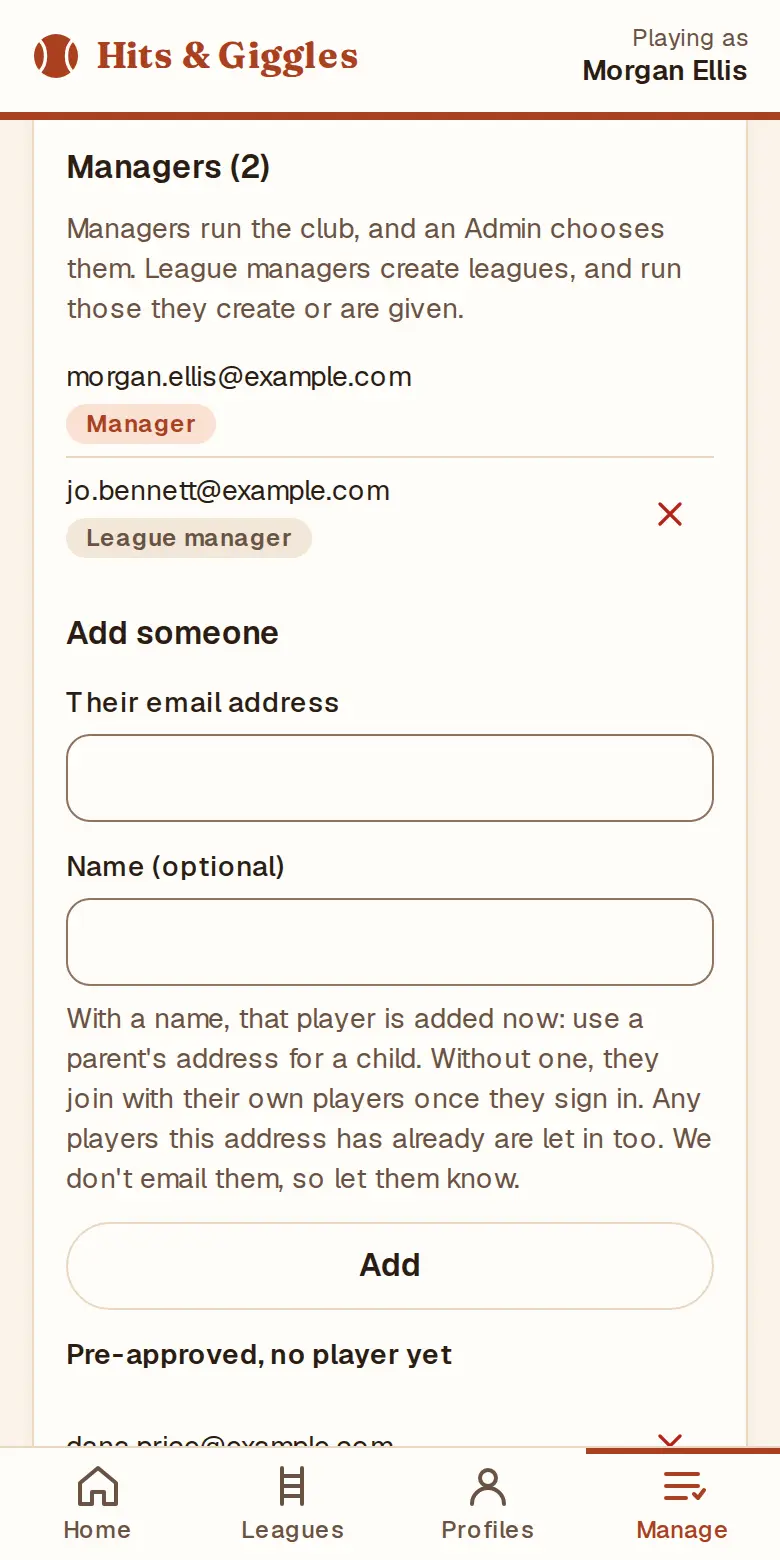 Hits & Giggles
Playing as
Morgan Ellis
Managers (2)
Managers run the club, and an Admin chooses
them. League managers create leagues, and run
those they create or are given.
morgan.ellis@example.com
Manager
jo.bennett@example.com
League manager
Add someone
Their email address
Name (optional)
With a name, that player is added now: use a
parent's address for a child. Without one, they
join with their own players once they sign in. Any
players this address has already are let in too. We
don't email them, so let them know.
Add
Pre-approved, no player yet
dana.price@example.com
Home
Leagues
Profiles
Manage